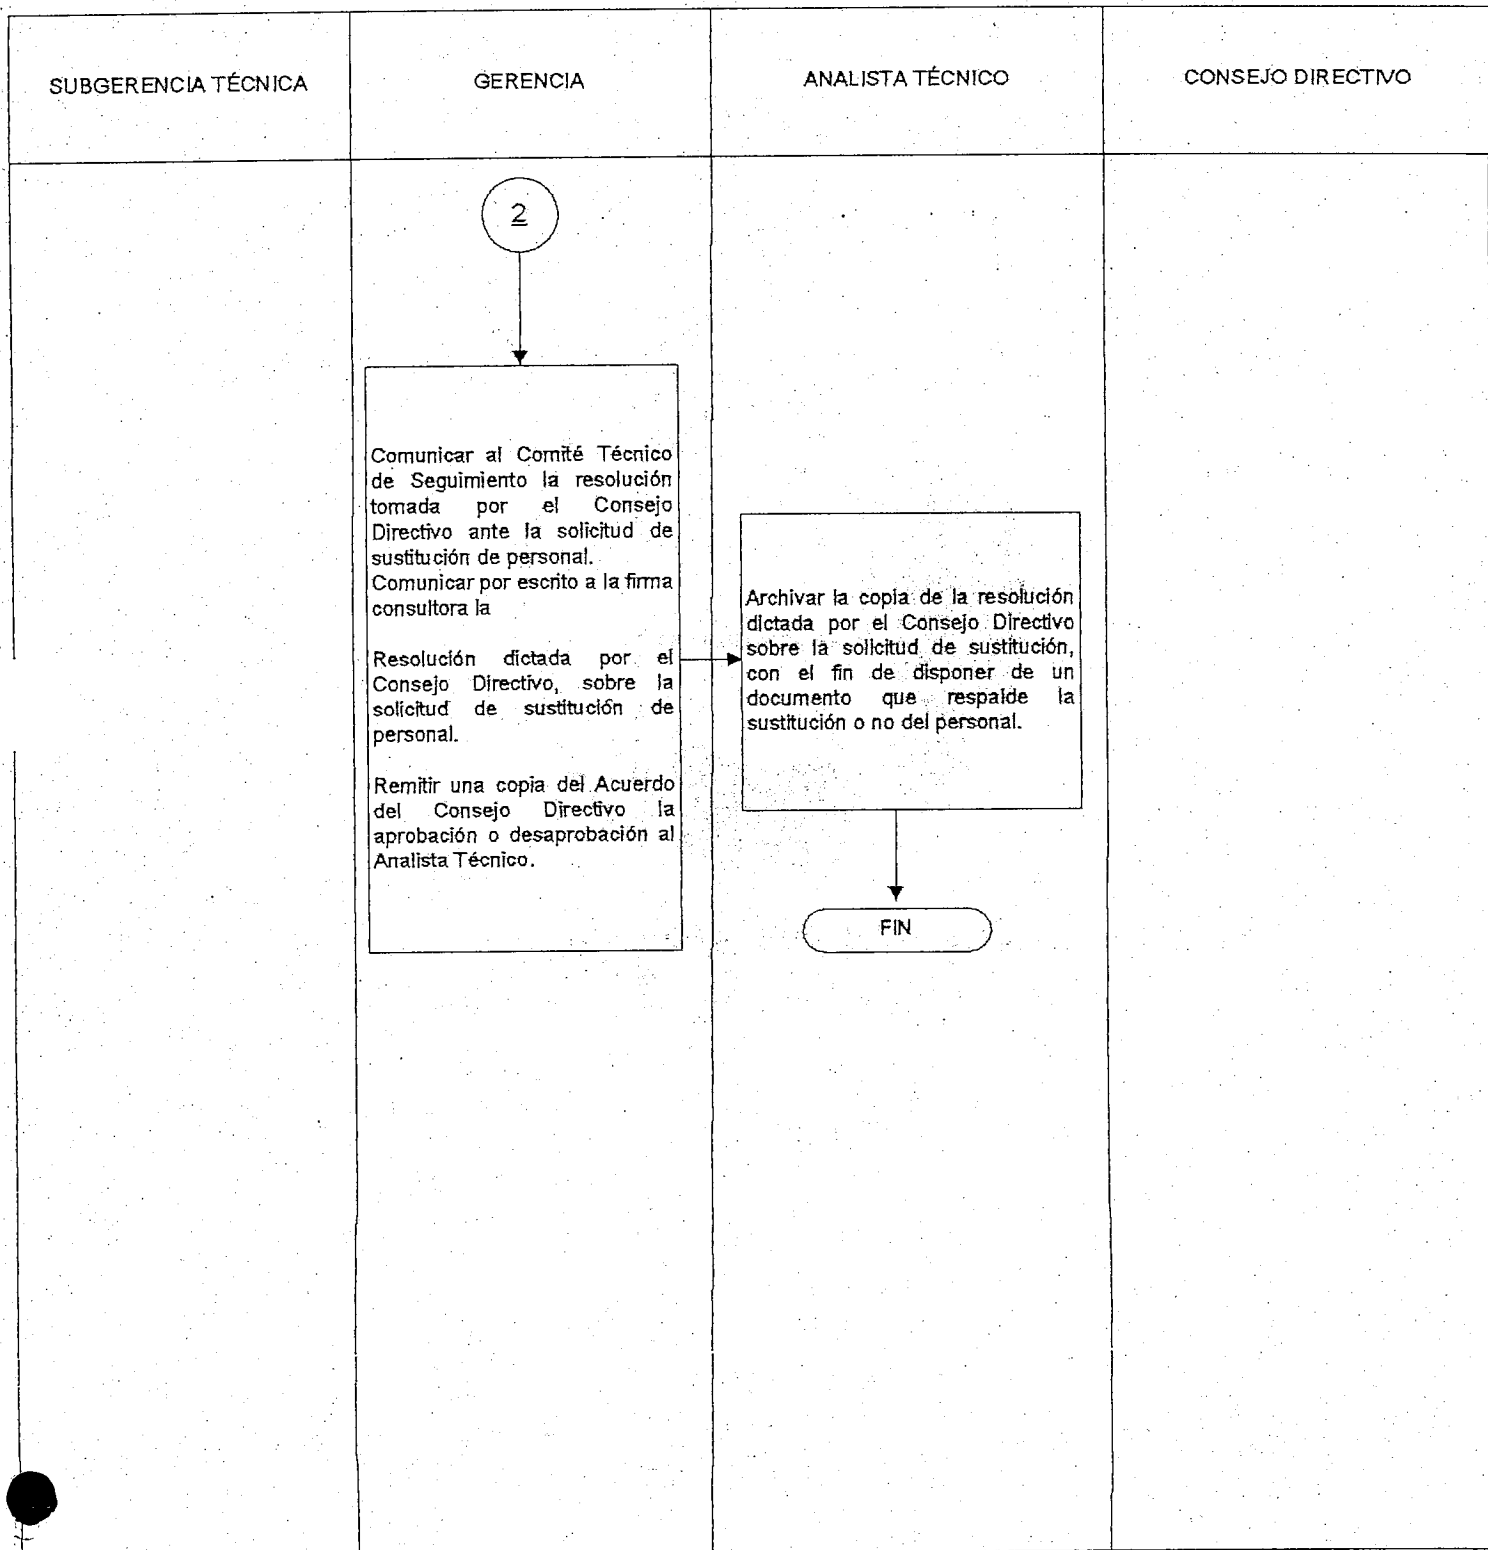 SUBGERENCIA TÉCNICA
GERENCIA
ANALISTA TÉCNICO
CONSEJO DIRECTIVO
2
Comunicar al Comité Técnico
de Seguimiento la resolución
tomada por el Consejo
Directivo ante la solicitud de
sustitución de personal.
Comunicar por escrito a la firma
consultora la
Resolución dictada por el
Consejo Directivo, sobre la
solicitud de sustitución de
personal.
Remitir una copia del Acuerdo
del Consejo Directivo la
aprobación o desaprobación al
Analista Técnico.
Archivar la copia de la resolución
dictada por el Consejo Directivo
sobre la solicitud de sustitución,
con el fin de disponer de un
documento que respalde la
sustitución o no del personal.
FIN